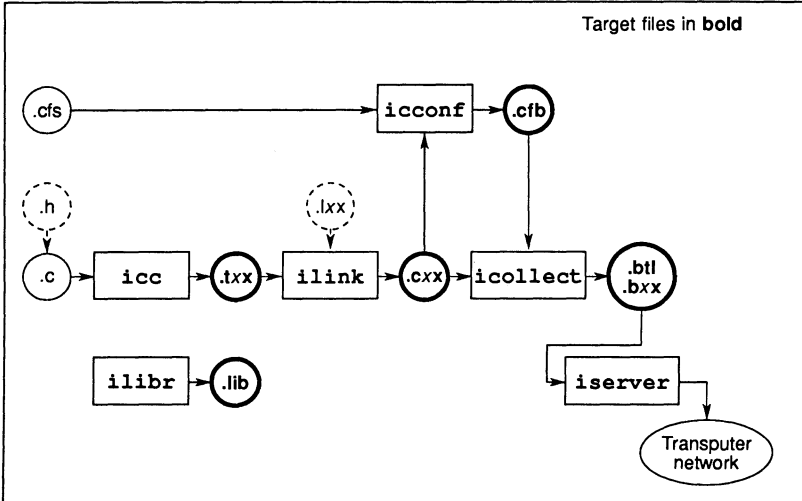 Target files in bold
.cfs
icconf
.cfb
.h
.lxx
.c
icc
.txx
ilink
.cxx
icollect
.btl
.bxx
ilibr
.lib
iserver
Transputer
network